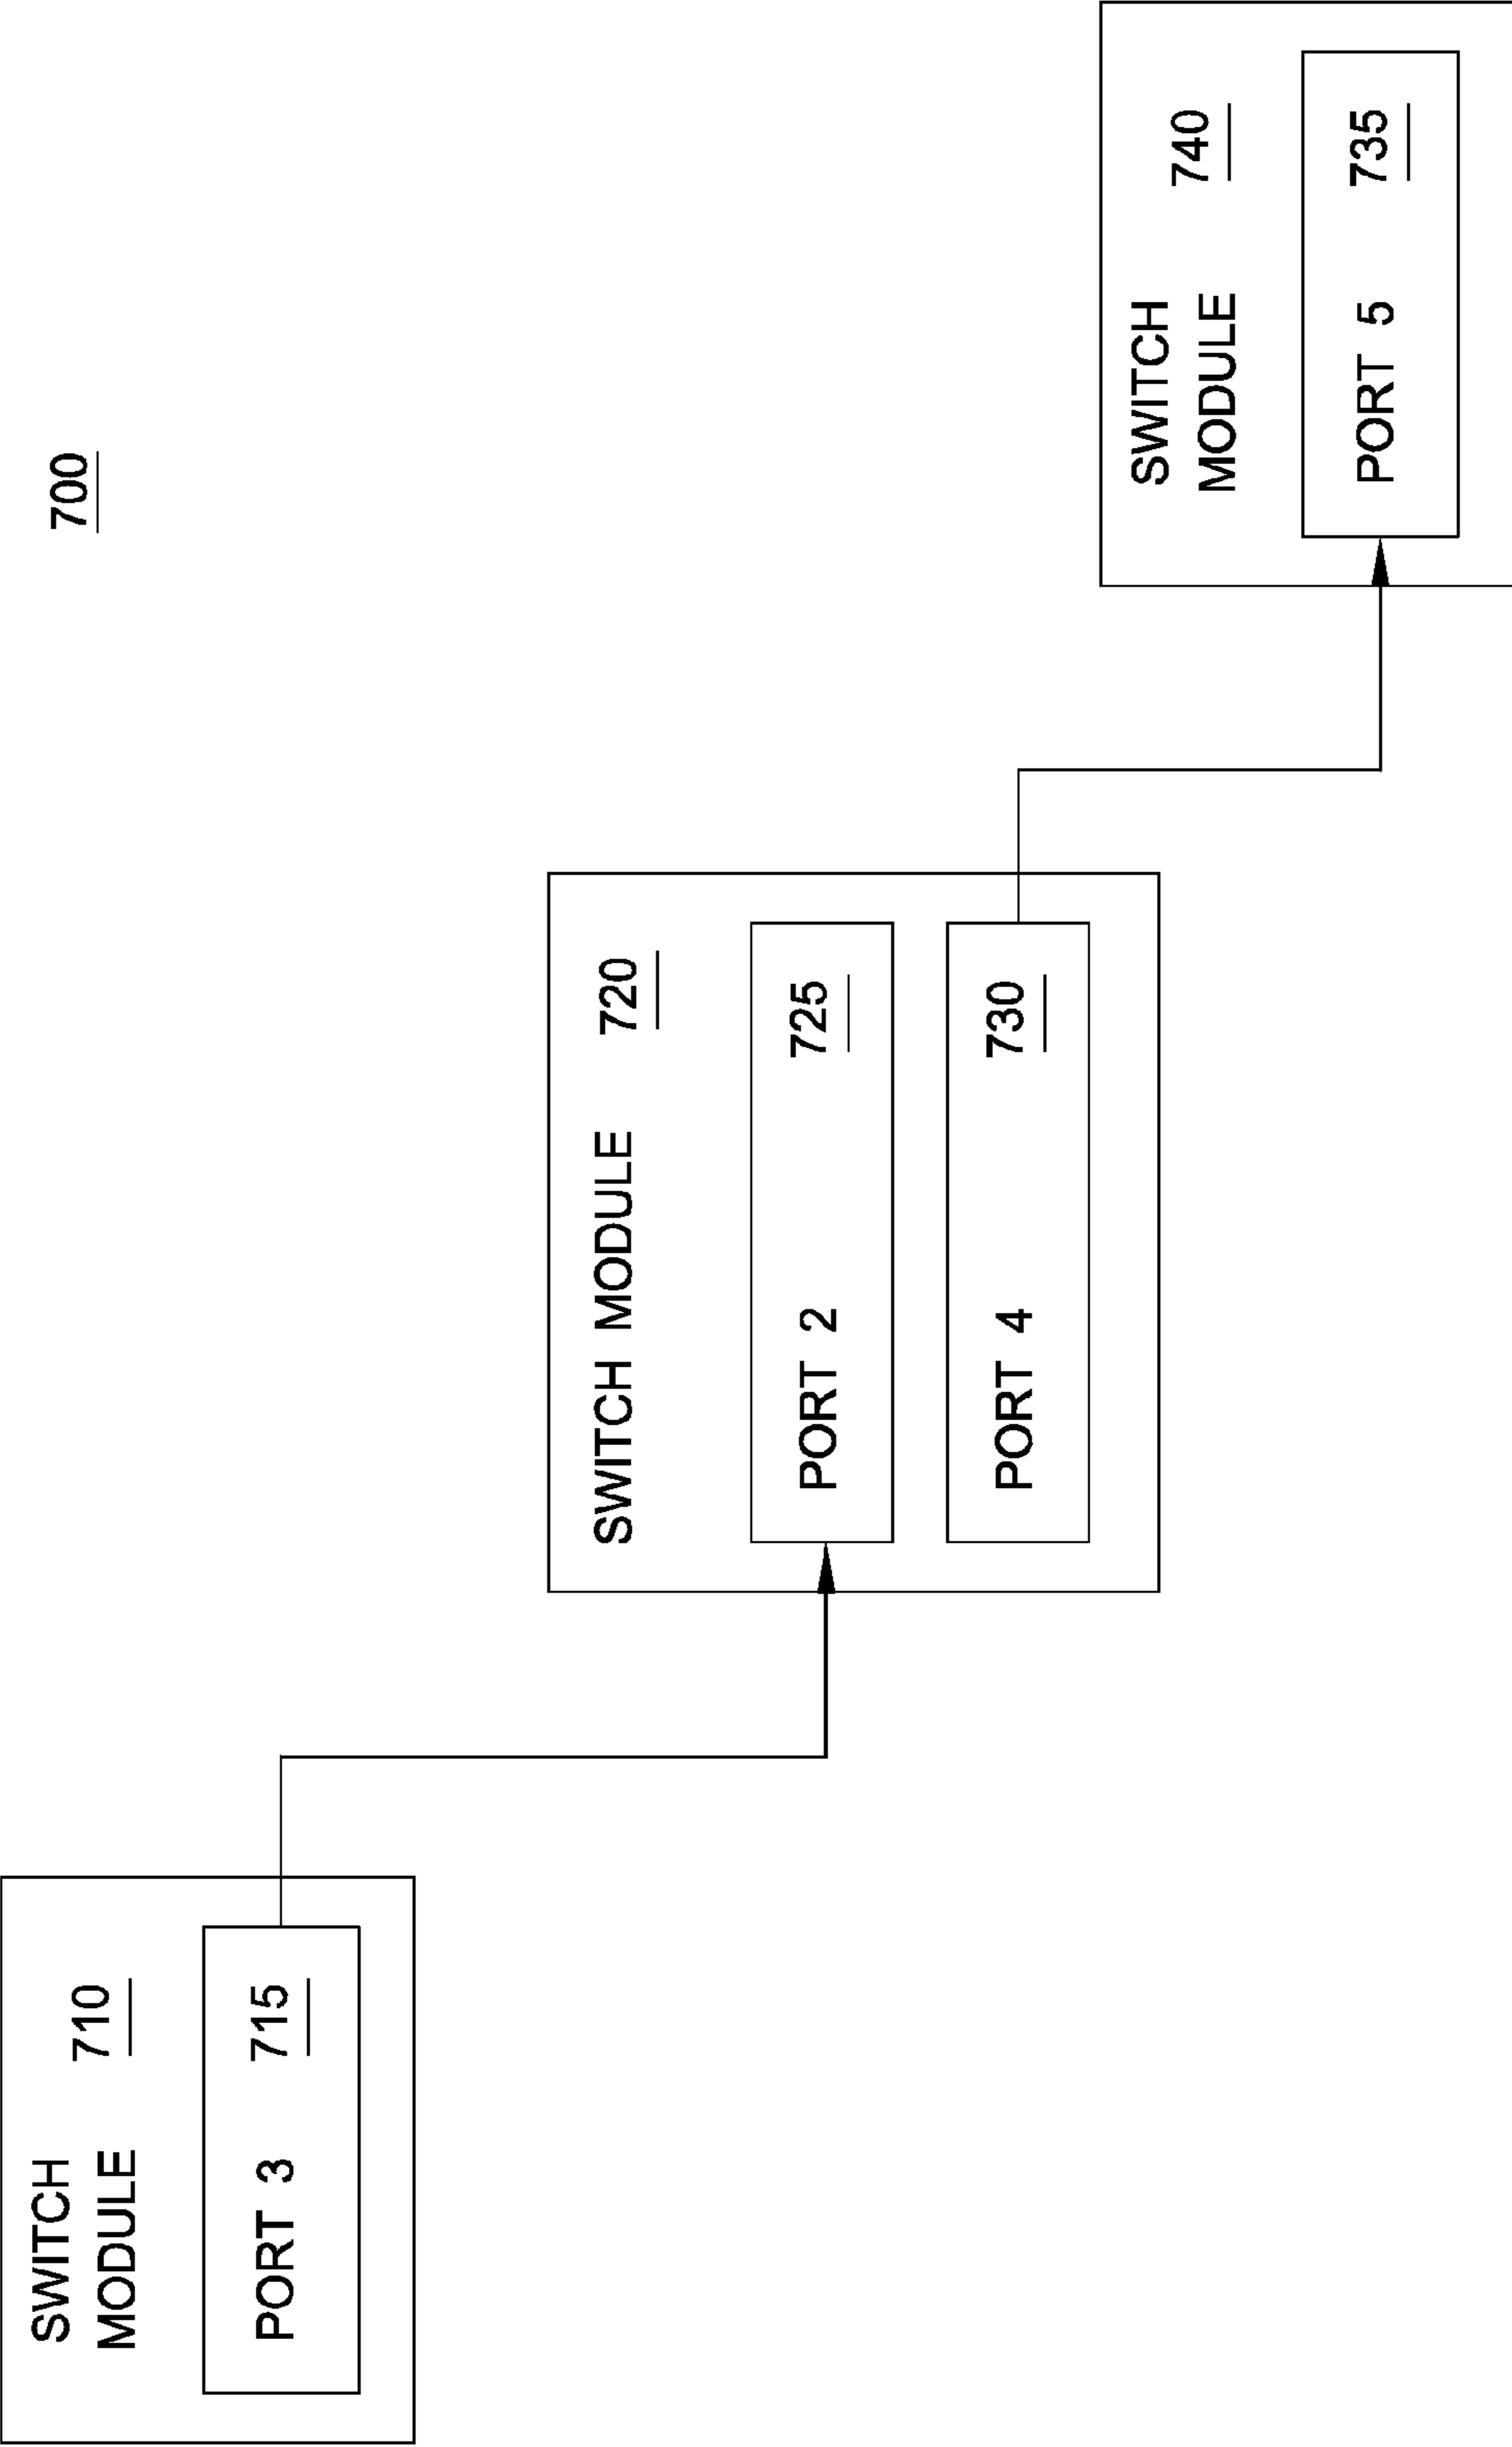 700
SWITCH
MODULE 710
PORT 3 715
SWITCH MODULE 720
PORT 2 725
PORT 4 730
SWITCH
MODULE 740
PORT 5 735